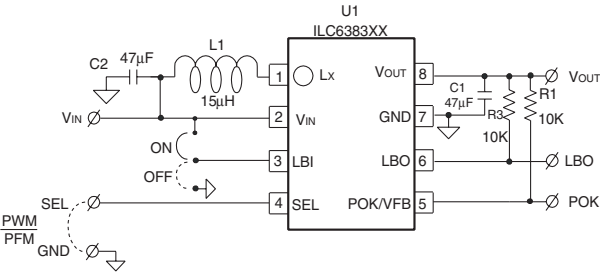 U1
ILC6383XX
C2
47µF
L1
15µH
1
LX
VOUT
8
C1
47µF
R3
10K
R1
10K
VOUT
VIN
2
VIN
GND
7
ON
OFF
3
LBI
LBO
6
LBO
SEL
PWM
PFM
GND
4
SEL
POK/VFB
5
POK